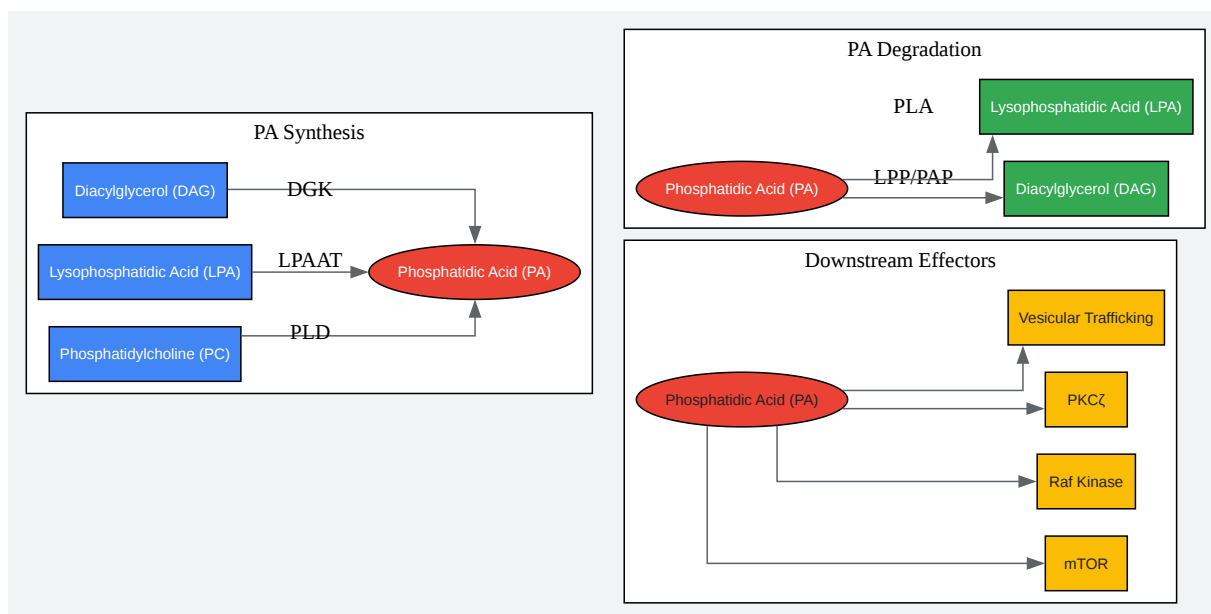 PA Synthesis
Diacylglycerol (DAG)
DGK
Lysophosphatidic Acid (LPA)
LPAAT
Phosphatidic Acid (PA)
Phosphatidylcholine (PC)
PLD
PA Degradation
PLA
Lysophosphatidic Acid (LPA)
Phosphatidic Acid (PA)
LPP/PAP
Diacylglycerol (DAG)
Downstream Effectors
Vesicular Trafficking
Phosphatidic Acid (PA)
PKCζ
Raf Kinase
mTOR